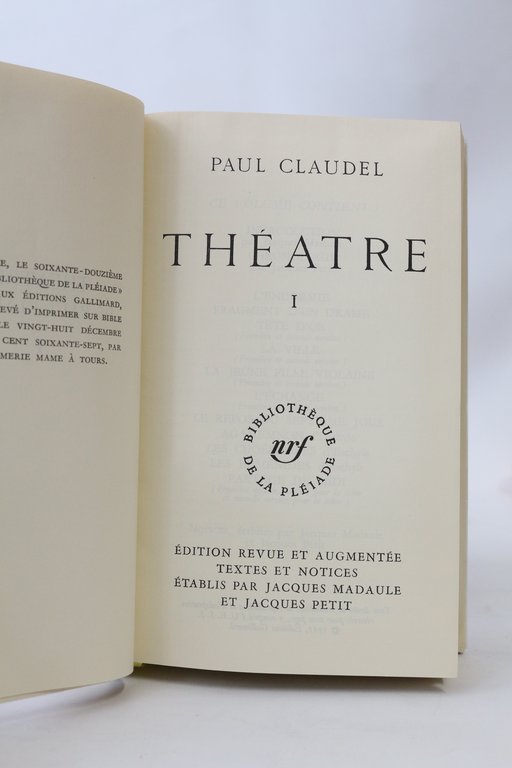 E, LE SOIXANTE-DOUZIÈME
BLIOTHÈQUE DE LA PLÉIADE»
UX ÉDITIONS GALLIMARD,
EVÉ D'IMPRIMER SUR BIBLE
LE VINGT-HUIT DÉCEMBRE
CENT SOIXANTE-SEPT, PAR
MERIE MAME À TOURS.
PAUL CLAUDEL
THÉATRE
I
BIBLIOTHÈQUE
nrf
DE LA PLÉIADE
ÉDITION REVUE ET AUGMENTÉE
TEXTES ET NOTICES
ÉTABLIS PAR JACQUES MADAULE
ET JACQUES PETIT